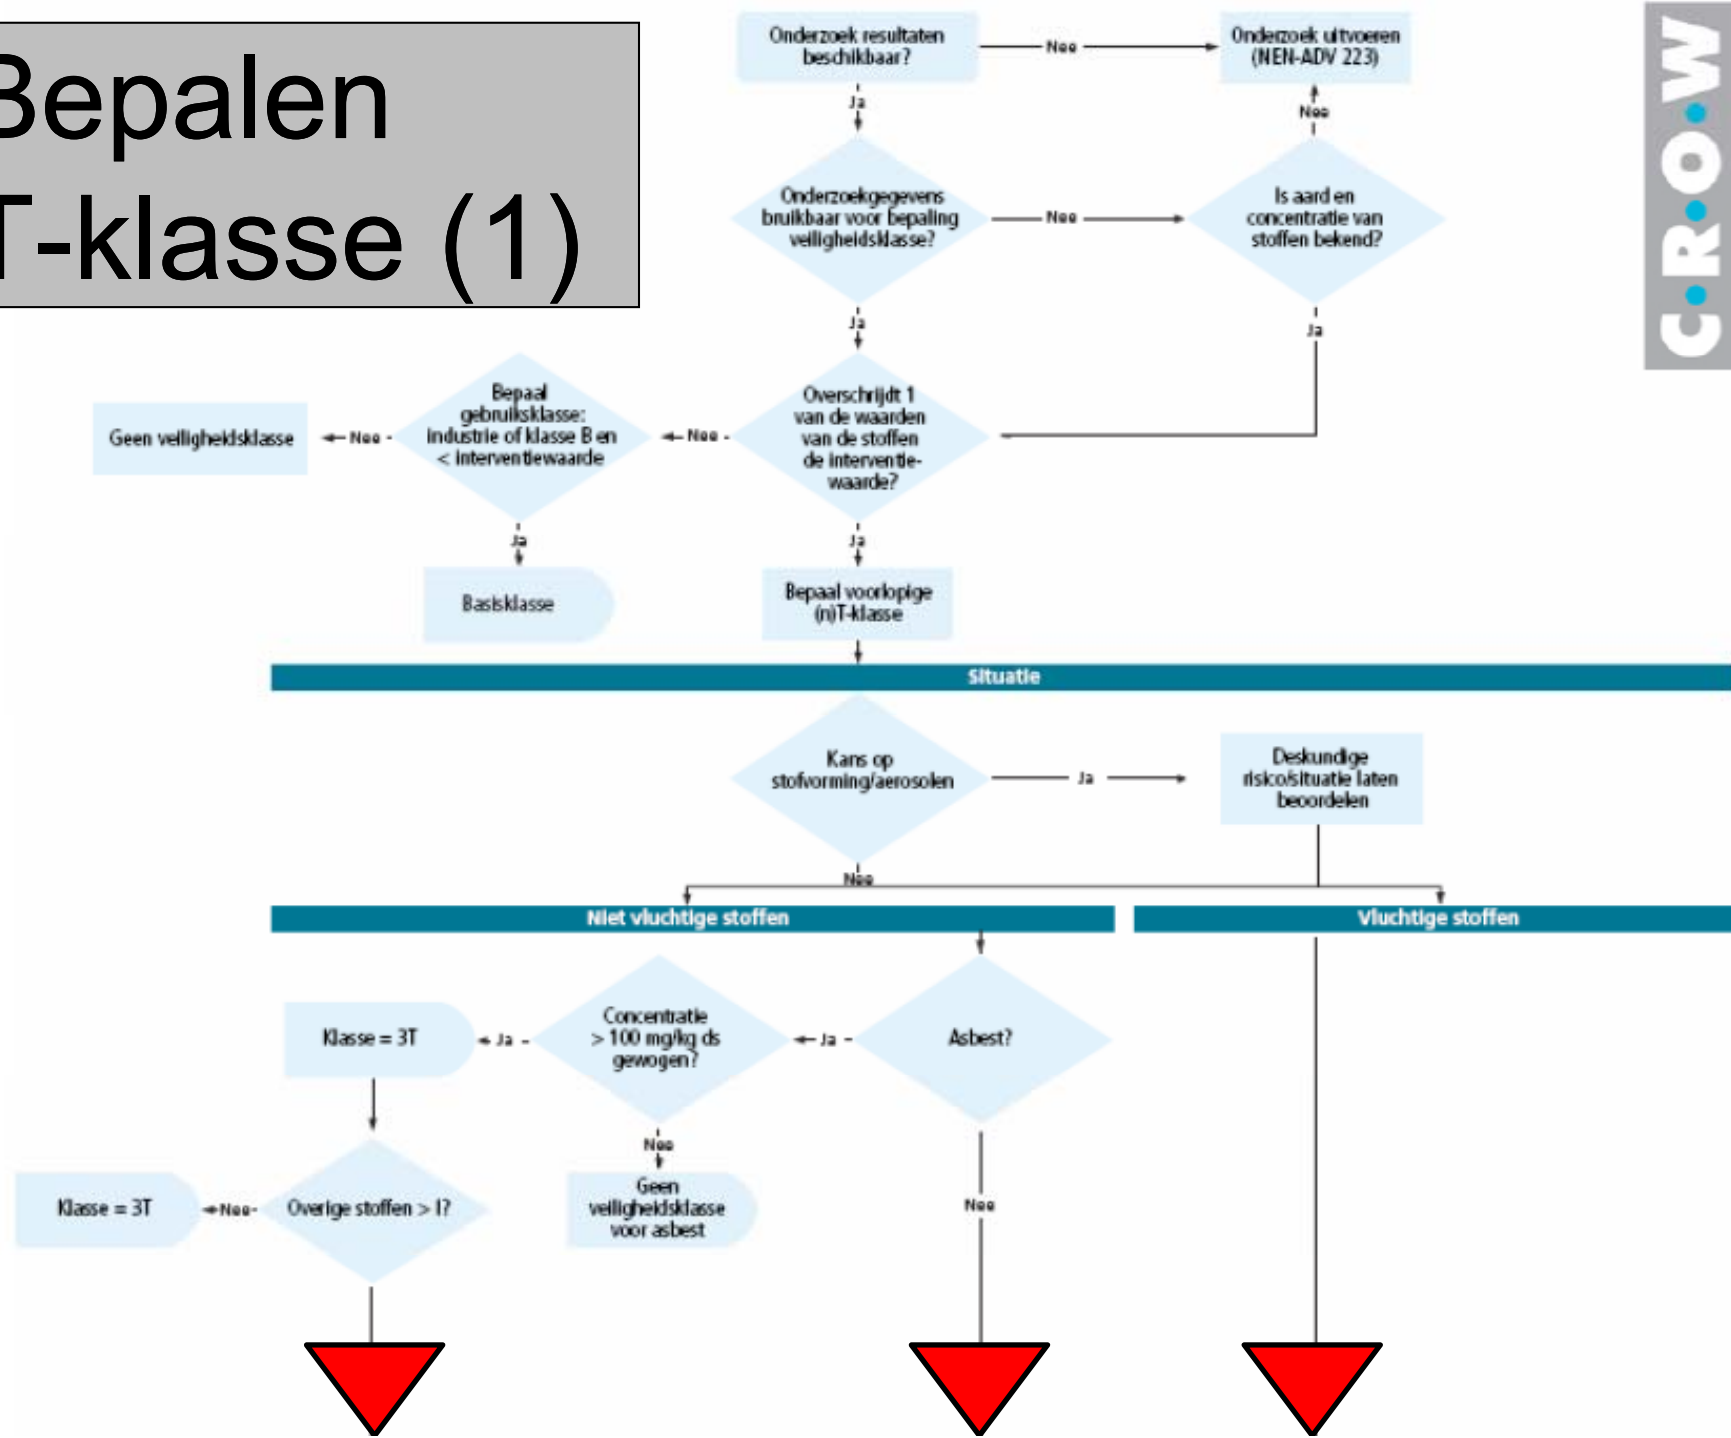 Bepalen
T-klasse (1)
C•R•O•W
Onderzoek resultaten
beschikbaar?
Nee
Onderzoek uitvoeren
(NEN-ADV 223)
Ja
Nee
Onderzoekgegevens
bruikbaar voor bepaling
veiligheidsklasse?
Nee
Is aard en
concentratie van
stoffen bekend?
Ja
Ja
Geen veiligheidsklasse
Nee
Bepaal
gebruiksklasse:
industrie of klasse B en
< interventiewaarde
Nee
Overschrijdt 1
van de waarden
van de stoffen
de interventie-
waarde?
Ja
Ja
Basisklasse
Bepaal voorlopige
(n)T-klasse
Situatie
Kans op
stofvorming/aerosolen
Ja
Deskundige
risico/situatie laten
beoordelen
Nee
Niet vluchtige stoffen
Vluchtige stoffen
Klasse = 3T
Ja
Concentratie
> 100 mg/kg ds
gewogen?
Ja
Asbest?
Nee
Klasse = 3T
Nee
Overige stoffen > I?
Geen
veiligheidsklasse
voor asbest
Nee